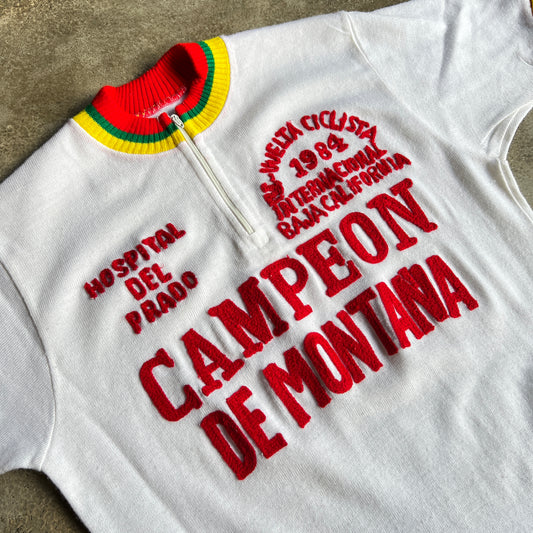 VUELTA CICLISTA
1984
INTERNACIONAL
BAJA CALIFORNIA
HOSPITAL
DEL
PRADO
CAMPEON
DE MONTANA